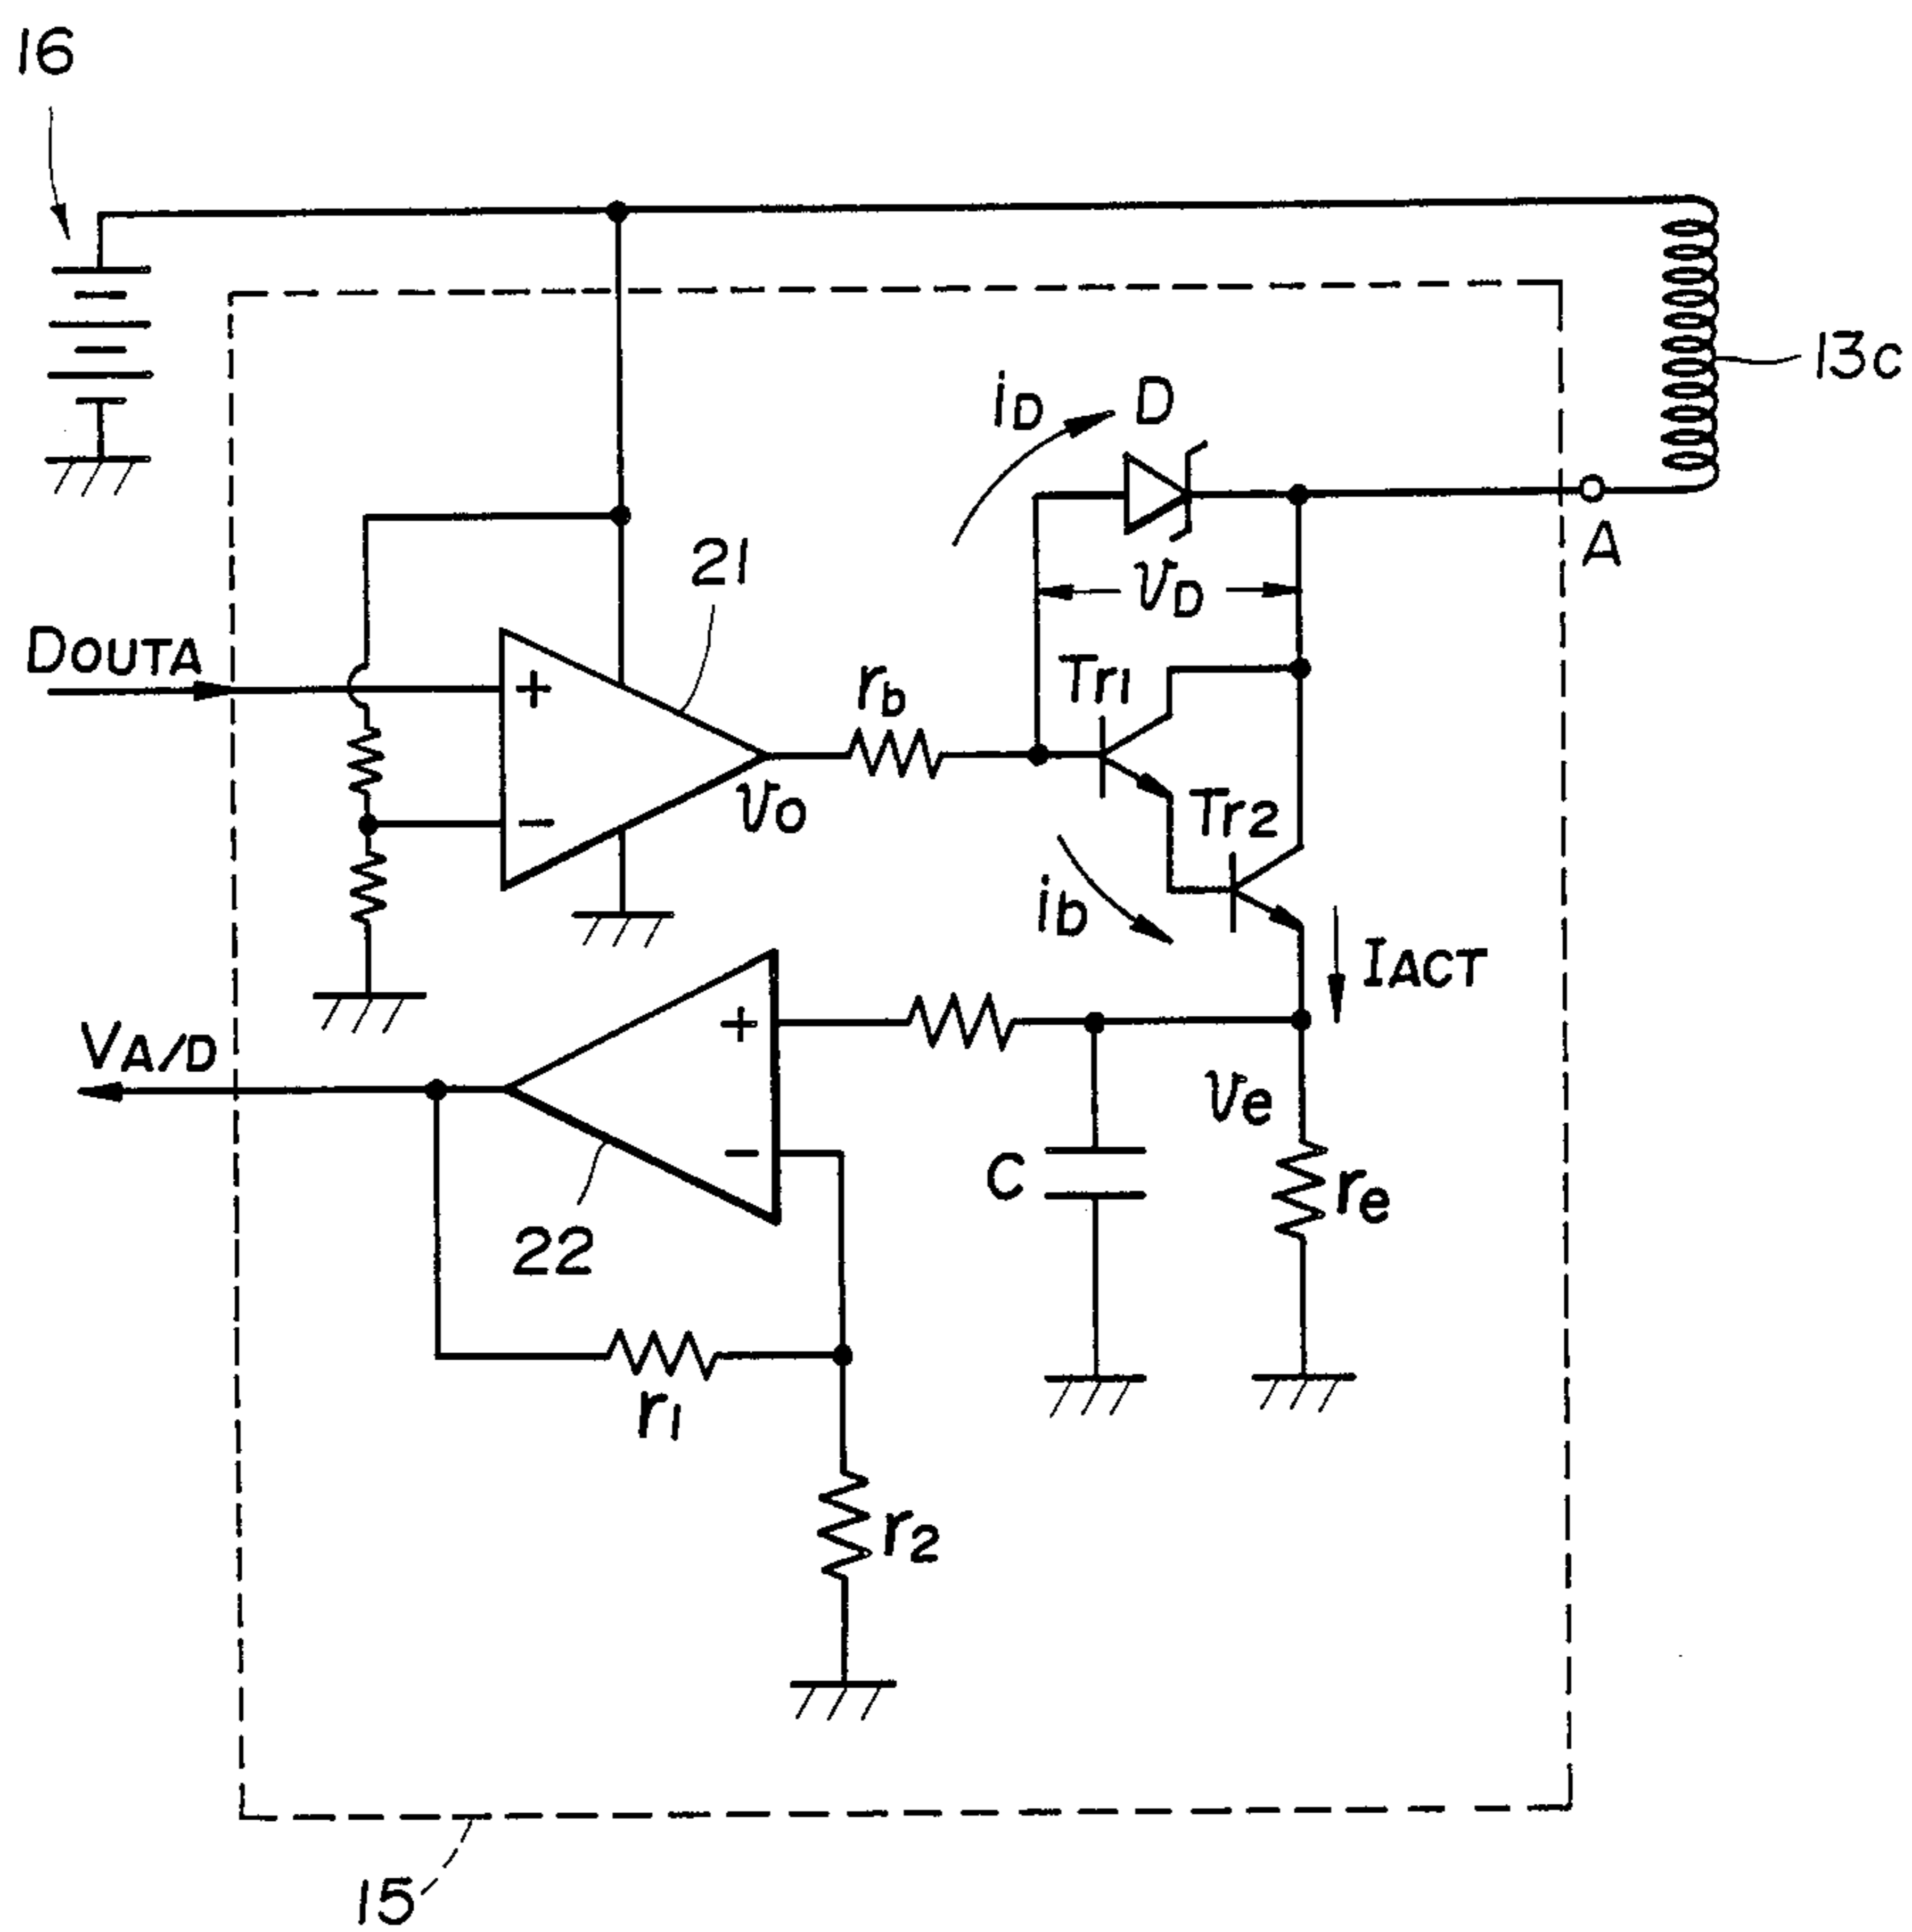 16
13c
iD
D
A
21
vD
DOUTA
+
rb
Tr1
vo
Tr2
−
ib
IACT
+
VA/D
ve
−
C
re
22
r1
r2
15